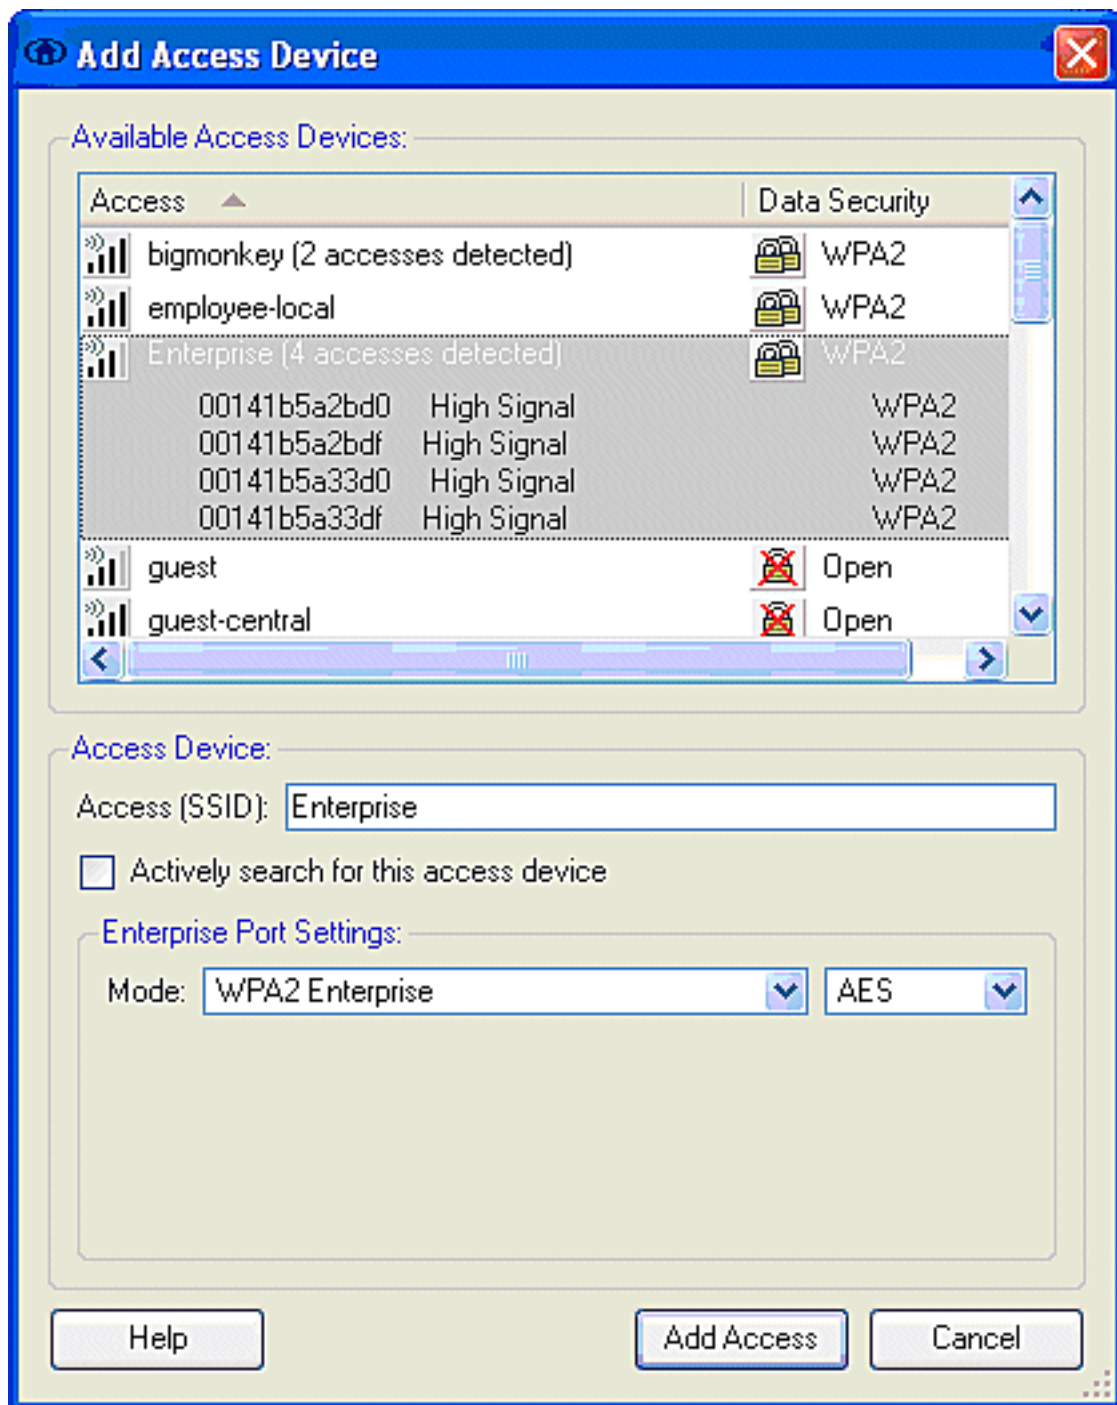 Add Access Device
Available Access Devices:
Access Data Security
bigmonkey (2 accesses detected) WPA2
employee-local WPA2
Enterprise (4 accesses detected) WPA2
00141b5a2bd0 High Signal WPA2
00141b5a2bdf High Signal WPA2
00141b5a33d0 High Signal WPA2
00141b5a33df High Signal WPA2
guest Open
guest-central Open
Access Device:
Access (SSID): Enterprise
Actively search for this access device
Enterprise Port Settings:
Mode: WPA2 Enterprise AES
Help Add Access Cancel